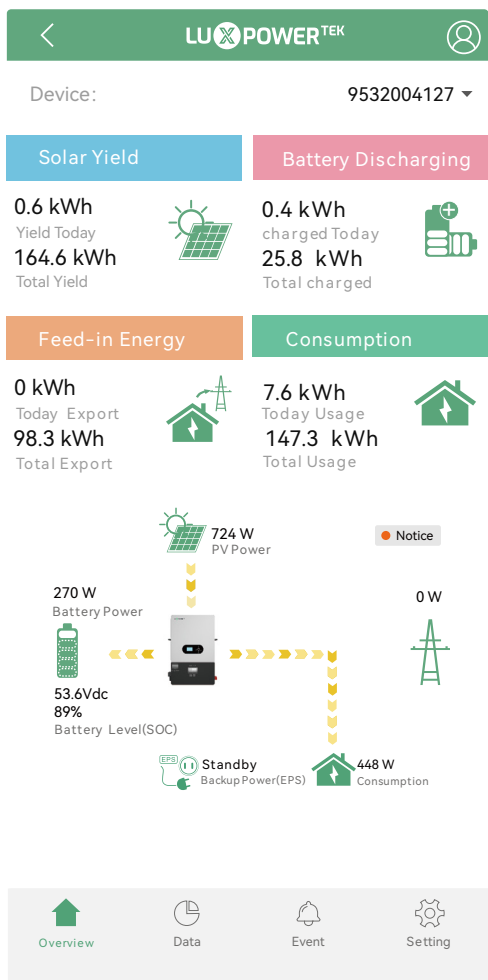 LUXPOWERTEK
Device:
9532004127
Solar Yield
0.6 kWh
Yield Today
164.6 kWh
Total Yield
Battery Discharging
0.4 kWh
charged Today
25.8 kWh
Total charged
Feed-in Energy
0 kWh
Today Export
98.3 kWh
Total Export
Consumption
7.6 kWh
Today Usage
147.3 kWh
Total Usage
724 W
PV Power
Notice
270 W
Battery Power
0 W
53.6Vdc
89%
Battery Level(SOC)
EPS
Standby
Backup Power(EPS)
448 W
Consumption
Overview
Data
Event
Setting